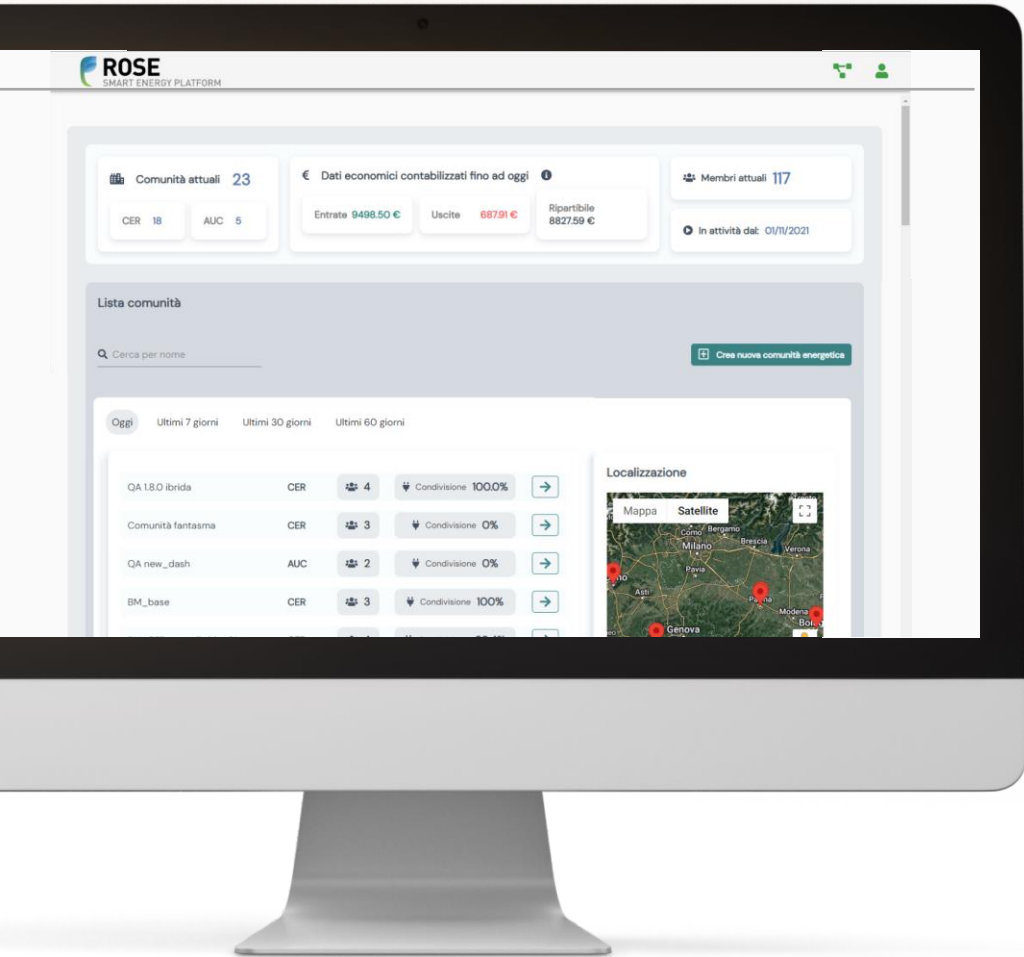 ROSE
SMART ENERGY PLATFORM
Comunità attuali 23
CER 18 AUC 5
€ Dati economici contabilizzati fino ad oggi
Entrate 9498.50 € Uscite 687.91 € Ripartibile 8827.59 €
Membri attuali 117
In attività dal: 01/11/2021
Lista comunità
Cerca per nome
Crea nuova comunità energetica
Oggi Ultimi 7 giorni Ultimi 30 giorni Ultimi 60 giorni
QA 1.8.0 ibrida CER 4 Condivisione 100.0%
Comunità fantasma CER 3 Condivisione 0%
QA new_dash AUC 2 Condivisione 0%
BM_base CER 3 Condivisione 100%
Localizzazione
Mappa Satellite
Como Bergamo
Milano Brescia Verona
Pavia
Asti
Modena
Genova